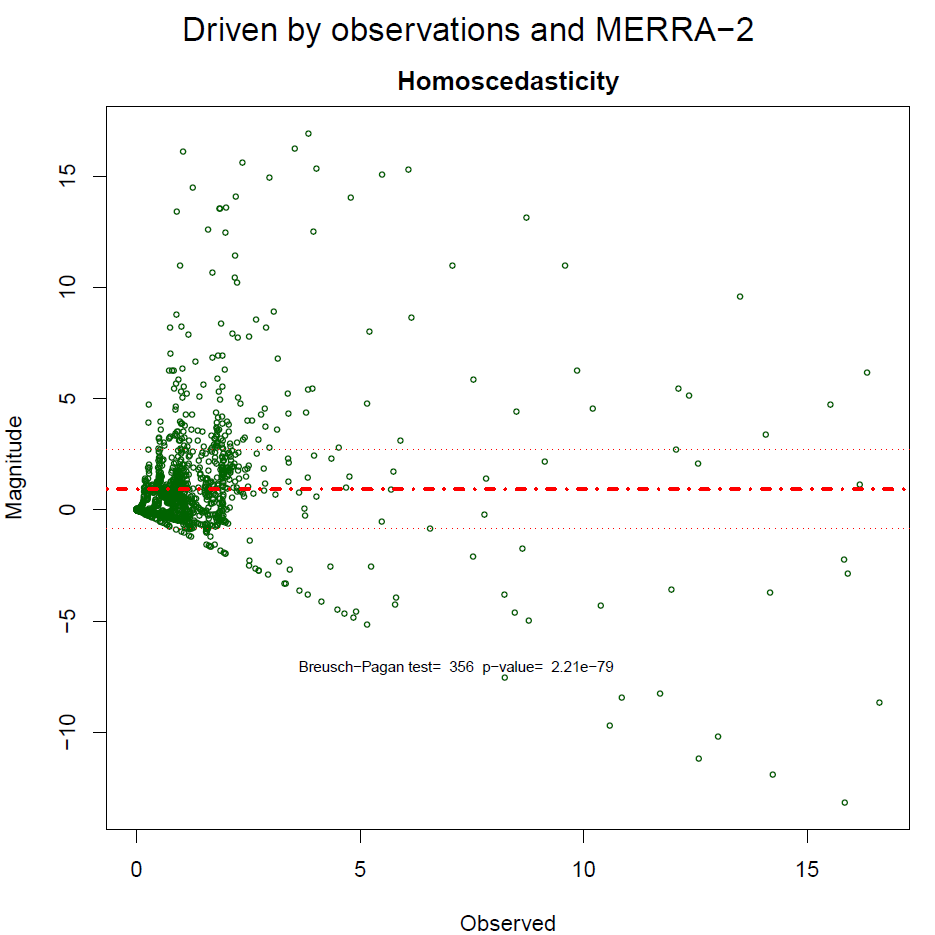 Driven by observations and MERRA−2
Homoscedasticity
15
10
5
0
−5
−10
Magnitude
Breusch−Pagan test= 356 p−value= 2.21e−79
0 5 10 15
Observed